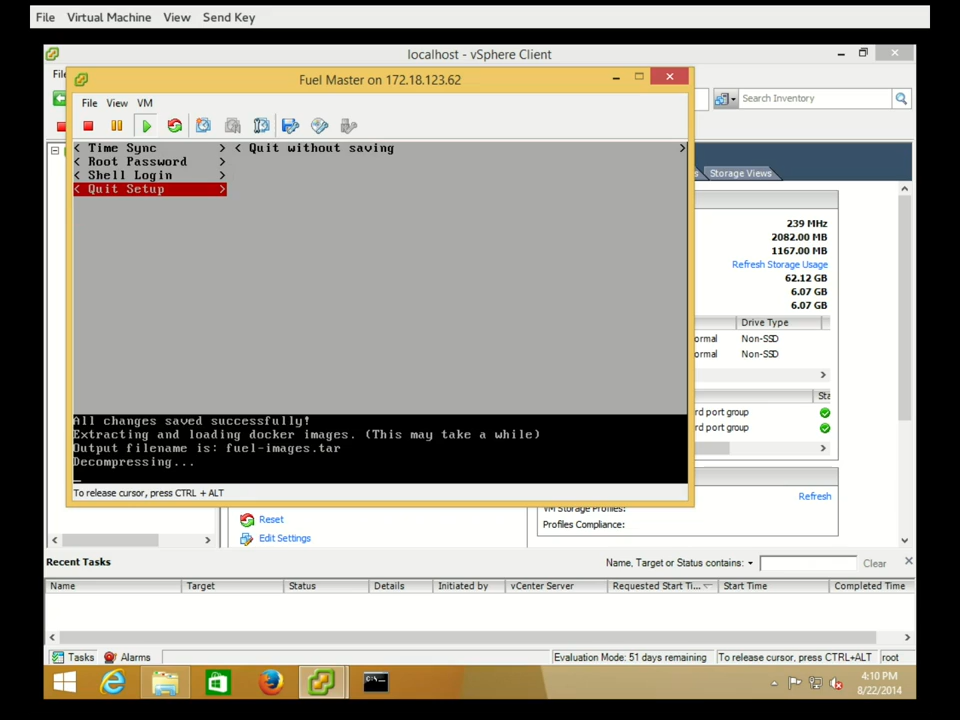 File Virtual Machine View Send Key
localhost - vSphere Client
Fuel Master on 172.18.123.62
File View VM
Search Inventory
< Time Sync > < Quit without saving >
< Root Password >
< Shell Login >
< Quit Setup >
Storage Views
239 MHz
2082.00 MB
1167.00 MB
Refresh Storage Usage
62.12 GB
6.07 GB
6.07 GB
Drive Type
ormal Non-SSD
ormal Non-SSD
All changes saved successfully!
Extracting and loading docker images. (This may take a while)
Output filename is: fuel-images.tar
Decompressing...
rd port group
rd port group
To release cursor, press CTRL + ALT
Refresh
VM Storage Profiles:
Profiles Compliance:
Reset
Edit Settings
Recent Tasks Name, Target or Status contains: Clear
Name Target Status Details Initiated by vCenter Server Requested Start Ti... Start Time Completed Time
Tasks Alarms Evaluation Mode: 51 days remaining To release cursor, press CTRL+ALT root
4:10 PM
8/22/2014